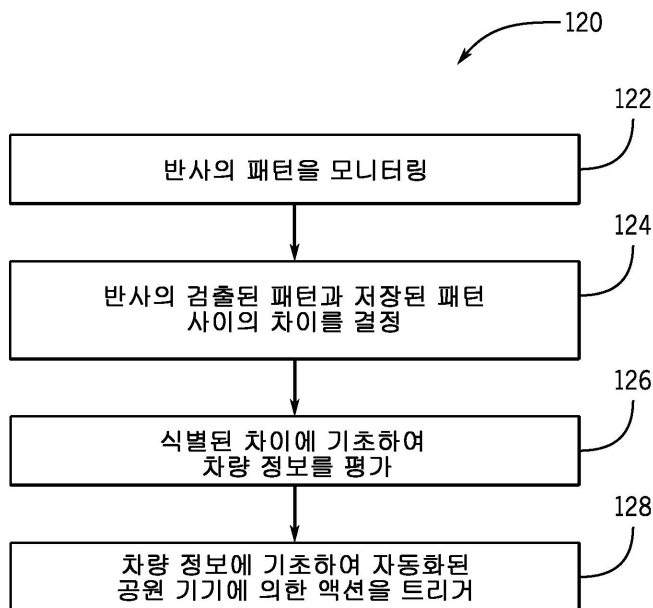 120
122
반사의 패턴을 모니터링
124
반사의 검출된 패턴과 저장된 패턴
사이의 차이를 결정
126
식별된 차이에 기초하여
차량 정보를 평가
128
차량 정보에 기초하여 자동화된
공원 기기에 의한 액션을 트리거